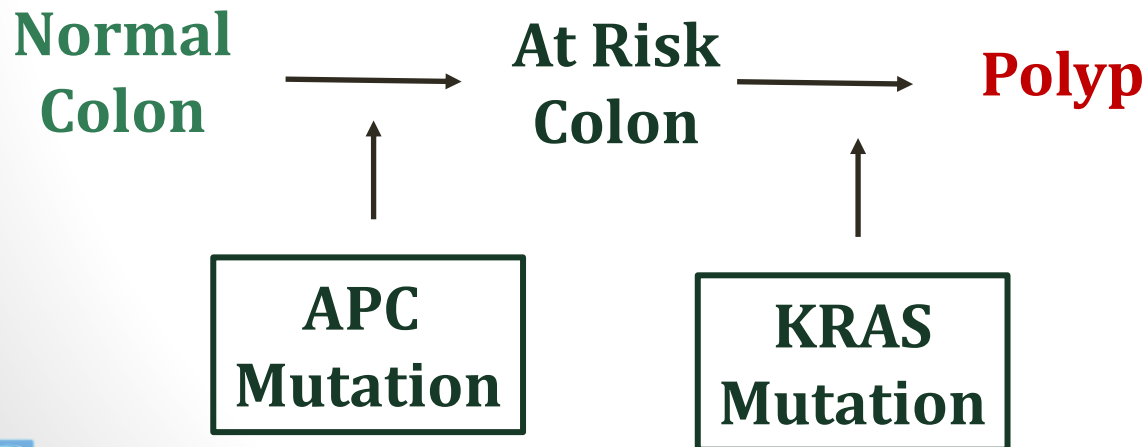 Normal
Colon
At Risk
Colon
Polyp
APC
Mutation
KRAS
Mutation